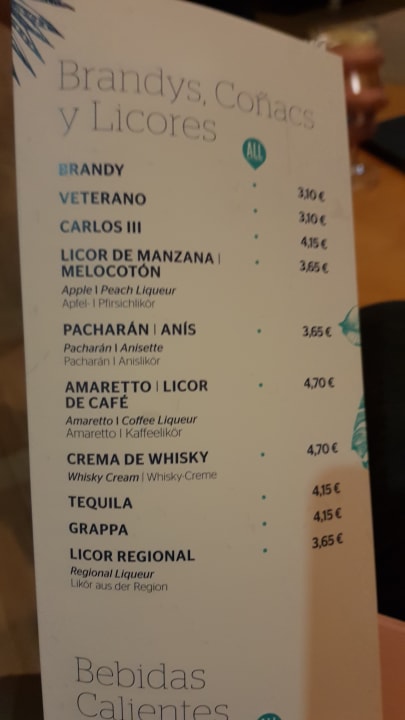 Brandys, Coñacs
y Licores
ALL
BRANDY 3,10 €
VETERANO 3,10 €
CARLOS III 4,15 €
LICOR DE MANZANA |
MELOCOTÓN 3,65 €
Apple | Peach Liqueur
Apfel- | Pfirsichlikör
PACHARÁN | ANÍS 3,65 €
Pacharán | Anisette
Pacharán | Anislikör
AMARETTO | LICOR 4,70 €
DE CAFÉ
Amaretto | Coffee Liqueur
Amaretto | Kaffeelikör
CREMA DE WHISKY 4,70 €
Whisky Cream | Whisky-Creme
TEQUILA 4,15 €
GRAPPA 4,15 €
LICOR REGIONAL 3,65 €
Regional Liqueur
Likör aus der Region
Bebidas
Calientes